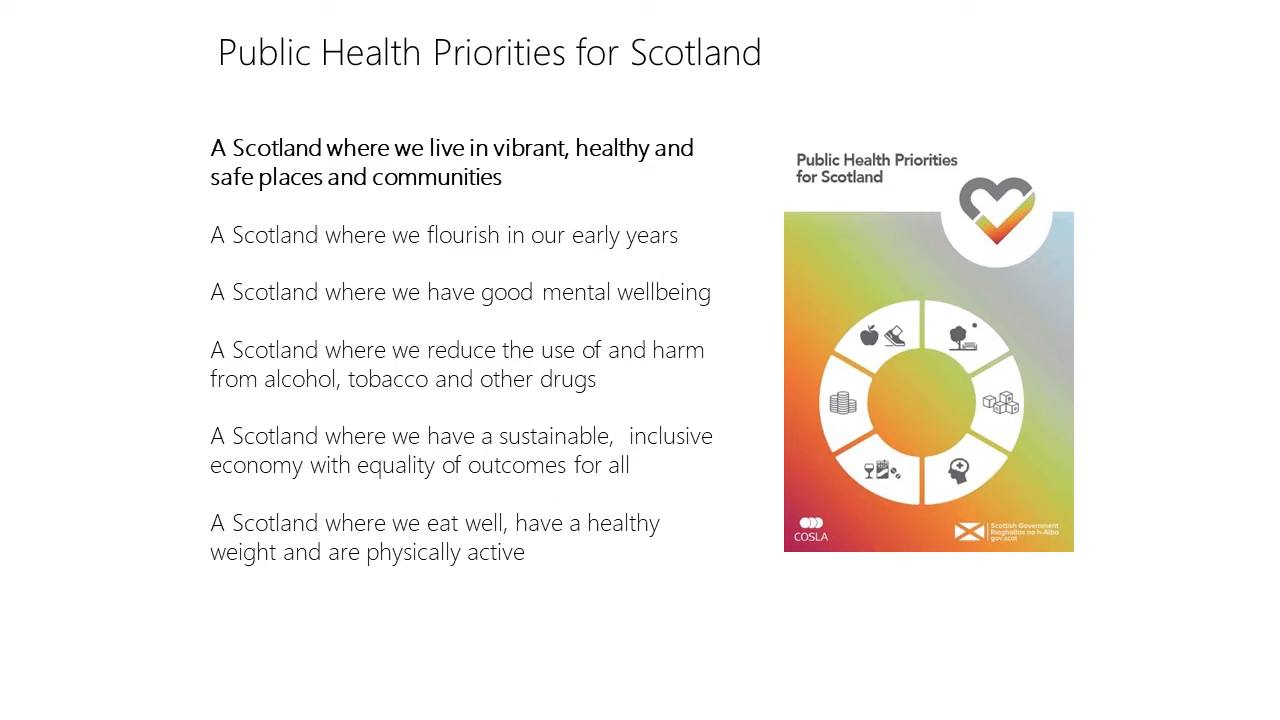 Public Health Priorities for Scotland
A Scotland where we live in vibrant, healthy and
safe places and communities
A Scotland where we flourish in our early years
A Scotland where we have good mental wellbeing
A Scotland where we reduce the use of and harm
from alcohol, tobacco and other drugs
A Scotland where we have a sustainable, inclusive
economy with equality of outcomes for all
A Scotland where we eat well, have a healthy
weight and are physically active
Public Health Priorities
for Scotland
COSLA
Scottish Government
Riaghaltas na h-Alba
gov.scot